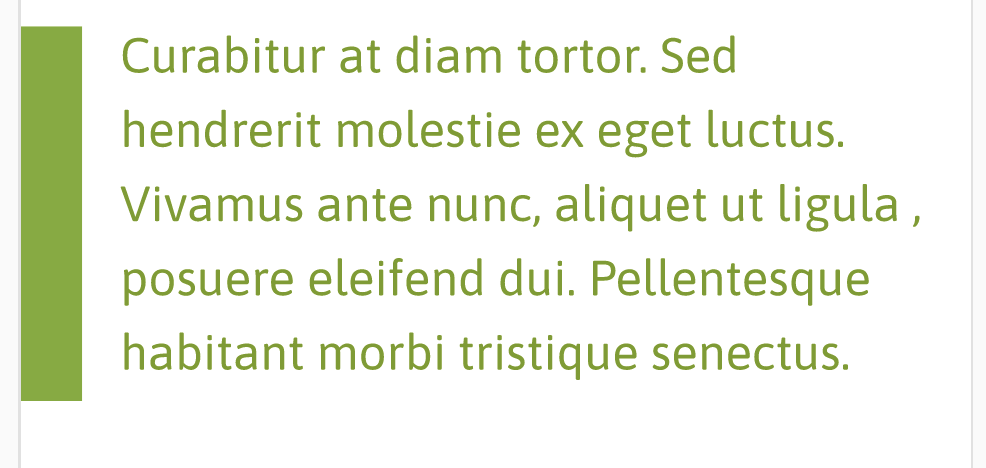 Curabitur at diam tortor. Sed
hendrerit molestie ex eget luctus.
Vivamus ante nunc, aliquet ut ligula ,
posuere eleifend dui. Pellentesque
habitant morbi tristique senectus.